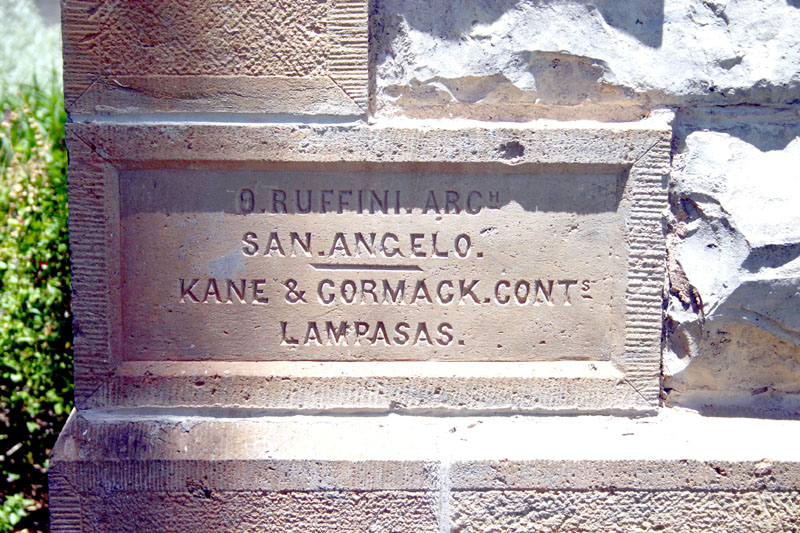 O. RUFFINI. ARCH
SAN. ANGELO.
KANE & CORMACK. CONTS
LAMPASAS.